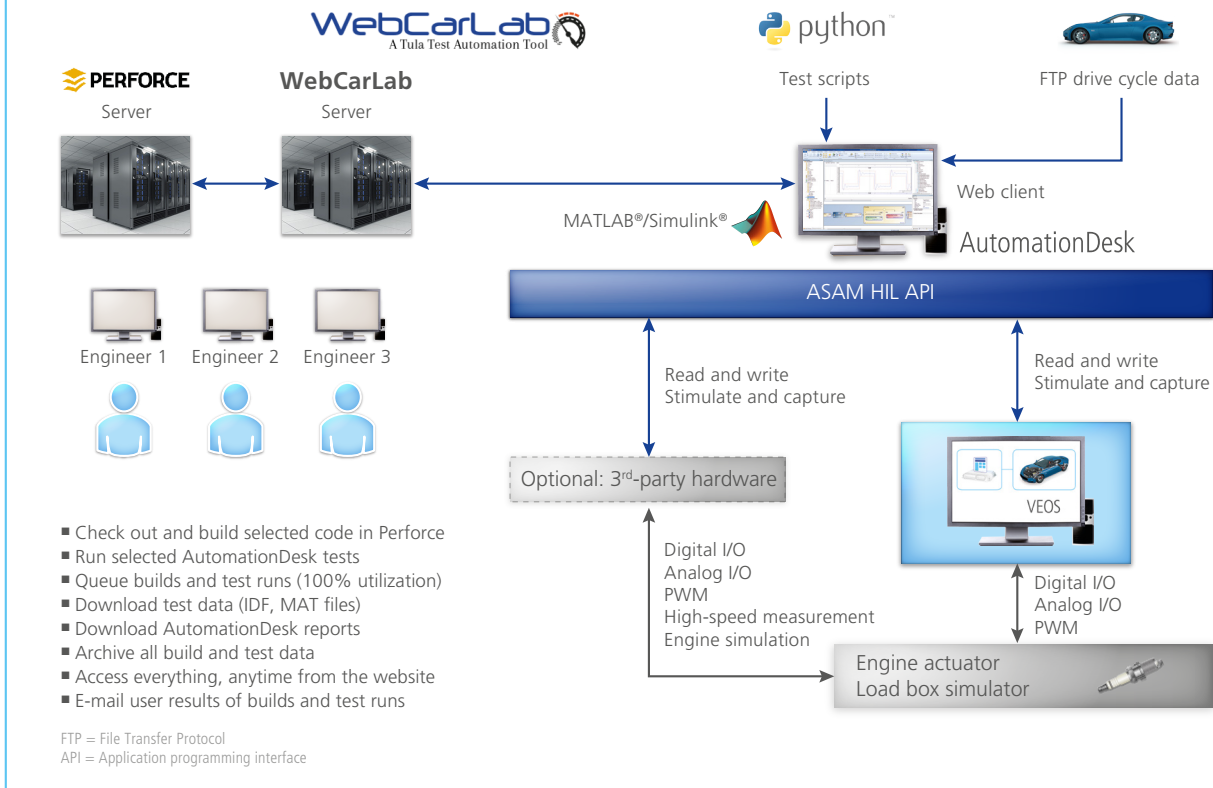 WebCarLab
A Tula Test Automation Tool
python™
PERFORCE
Server
WebCarLab
Server
Test scripts
FTP drive cycle data
Web client
MATLAB®/Simulink®
AutomationDesk
ASAM HIL API
Engineer 1
Engineer 2
Engineer 3
Read and write
Stimulate and capture
Read and write
Stimulate and capture
Optional: 3rd-party hardware
VEOS
Digital I/O
Analog I/O
PWM
High-speed measurement
Engine simulation
Digital I/O
Analog I/O
PWM
Engine actuator
Load box simulator
■ Check out and build selected code in Perforce
■ Run selected AutomationDesk tests
■ Queue builds and test runs (100% utilization)
■ Download test data (IDF, MAT files)
■ Download AutomationDesk reports
■ Archive all build and test data
■ Access everything, anytime from the website
■ E-mail user results of builds and test runs
FTP = File Transfer Protocol
API = Application programming interface